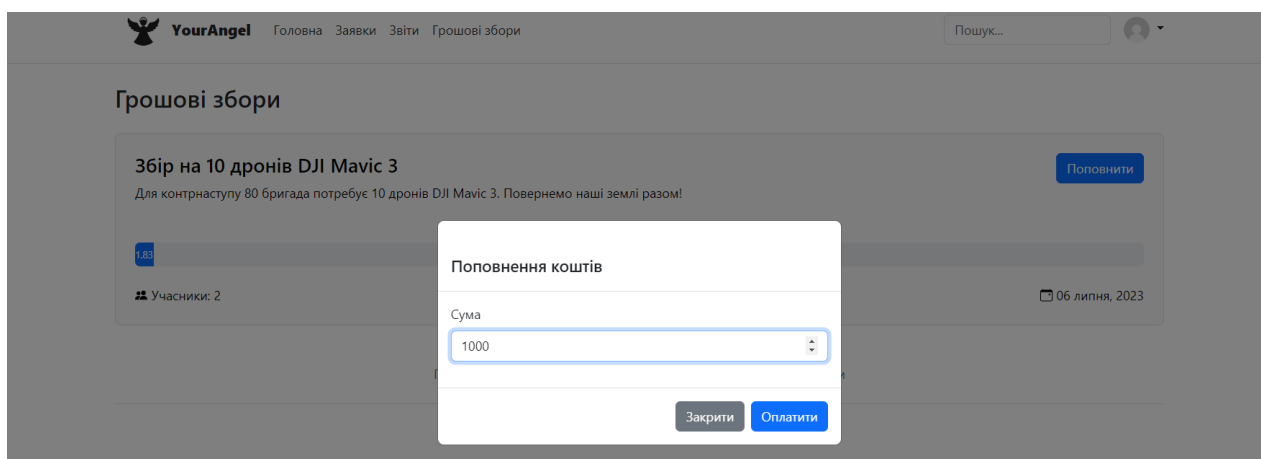 YourAngel Головна Заявки Звіти Грошові збори Пошук...
Грошові збори
Збір на 10 дронів DJI Mavic 3
Поповнити
Для контрнаступу 80 бригада потребує 10 дронів DJI Mavic 3. Повернемо наші землі разом!
1.83
Учасники: 2
06 липня, 2023
Поповнення коштів
Сума
1000
Закрити Оплатити